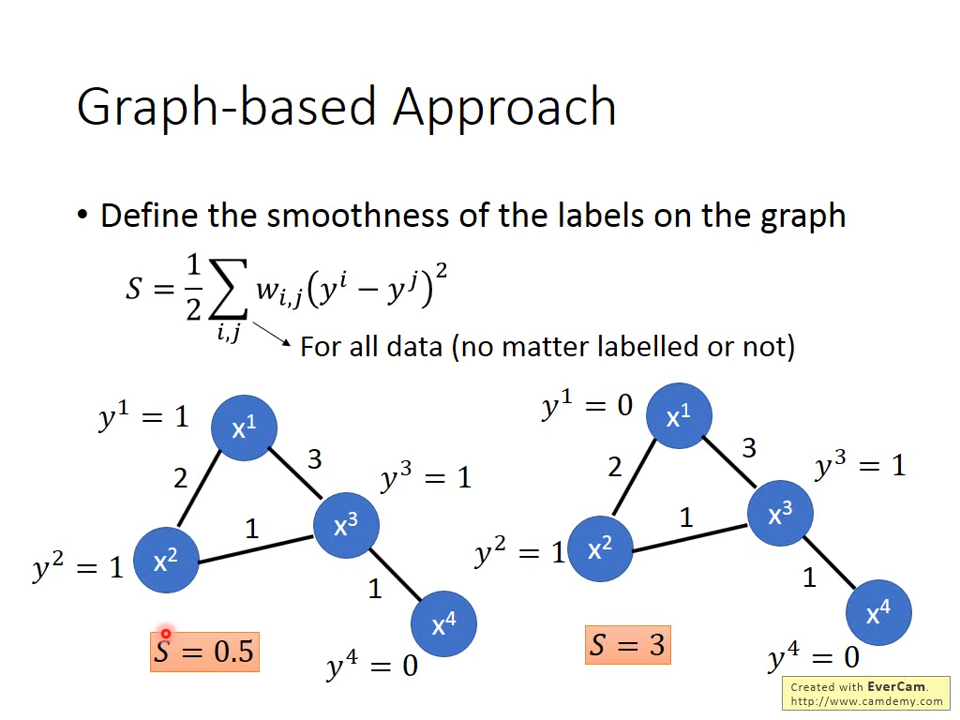 Graph-based Approach
• Define the smoothness of the labels on the graph
S = 1/2 ∑_{i,j} w_{i,j}(y^i − y^j)^2
For all data (no matter labelled or not)
y^1 = 1
x^1
2
3
y^3 = 1
1
x^3
y^2 = 1
x^2
1
x^4
S = 0.5
y^4 = 0
y^1 = 0
x^1
2
3
y^3 = 1
1
x^3
y^2 = 1
x^2
1
x^4
S = 3
y^4 = 0
Created with EverCam.
http://www.camdemy.com